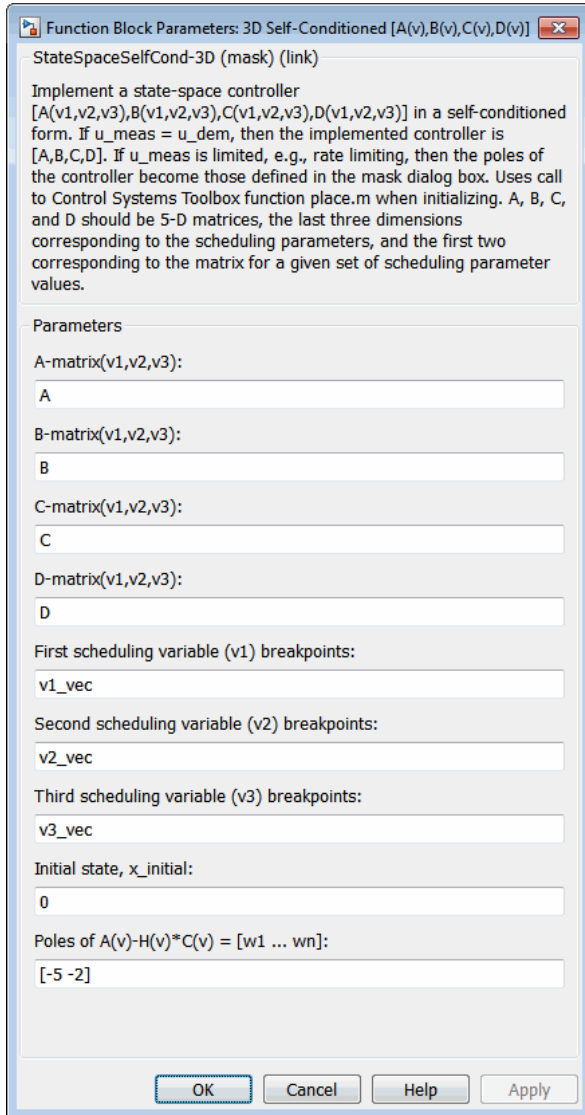 Function Block Parameters: 3D Self-Conditioned [A(v),B(v),C(v),D(v)]
StateSpaceSelfCond-3D (mask) (link)
Implement a state-space controller
[A(v1,v2,v3),B(v1,v2,v3),C(v1,v2,v3),D(v1,v2,v3)] in a self-conditioned
form. If u_meas = u_dem, then the implemented controller is
[A,B,C,D]. If u_meas is limited, e.g., rate limiting, then the poles of
the controller become those defined in the mask dialog box. Uses call
to Control Systems Toolbox function place.m when initializing. A, B, C,
and D should be 5-D matrices, the last three dimensions
corresponding to the scheduling parameters, and the first two
corresponding to the matrix for a given set of scheduling parameter
values.
Parameters
A-matrix(v1,v2,v3):
A
B-matrix(v1,v2,v3):
B
C-matrix(v1,v2,v3):
C
D-matrix(v1,v2,v3):
D
First scheduling variable (v1) breakpoints:
v1_vec
Second scheduling variable (v2) breakpoints:
v2_vec
Third scheduling variable (v3) breakpoints:
v3_vec
Initial state, x_initial:
0
Poles of A(v)-H(v)*C(v) = [w1 ... wn]:
[-5 -2]
OK Cancel Help Apply